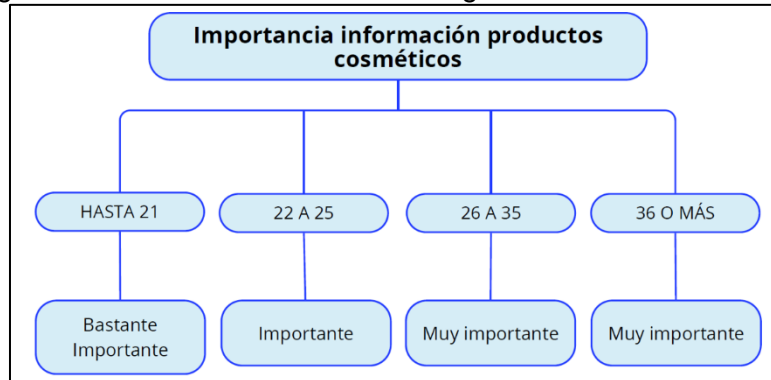 Importancia información productos
cosméticos
HASTA 21
22 A 25
26 A 35
36 O MÁS
Bastante
Importante
Importante
Muy importante
Muy importante